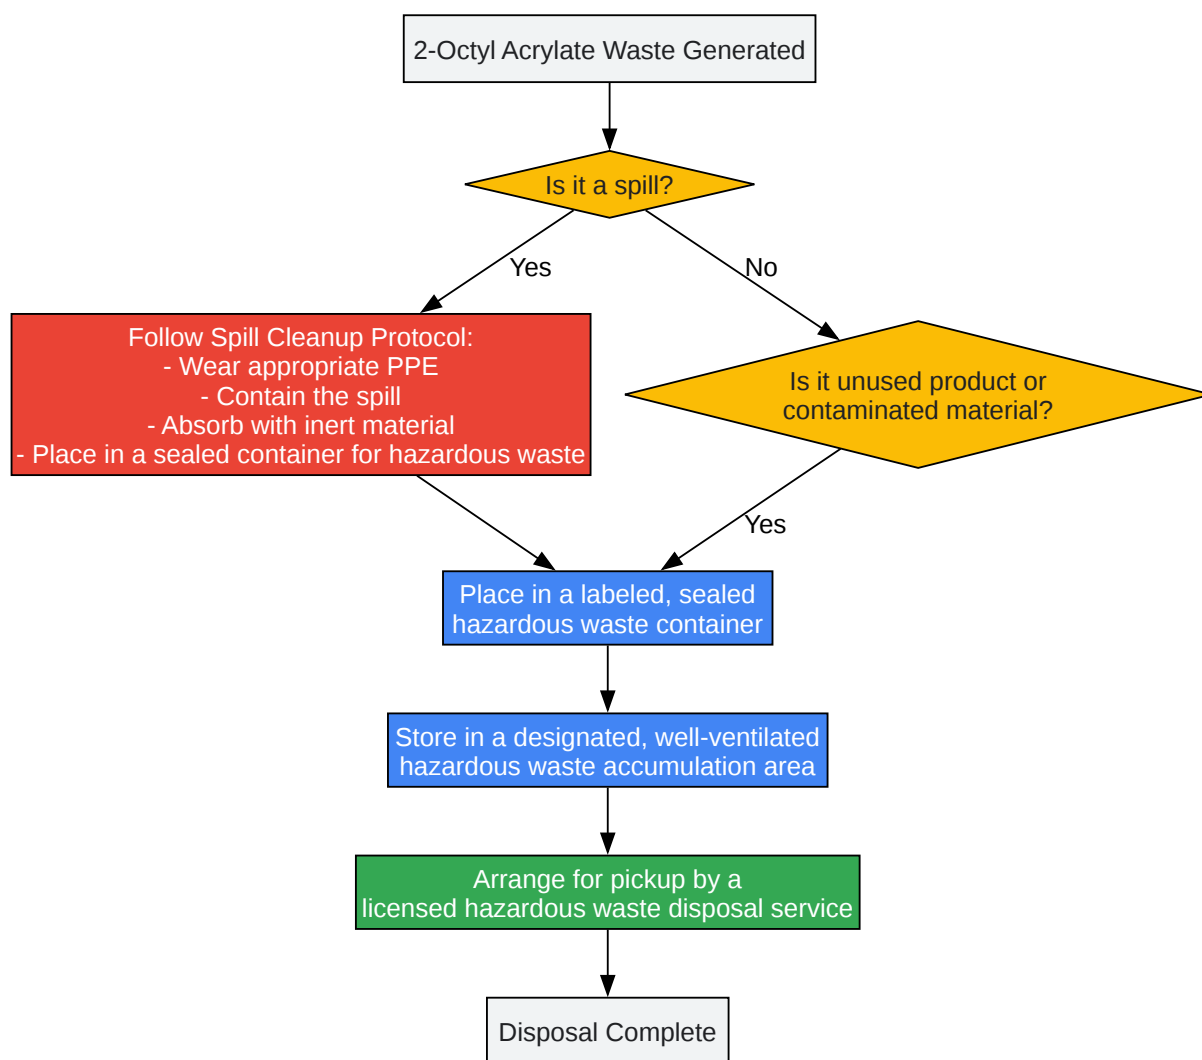 2-Octyl Acrylate Waste Generated
Is it a spill?
Yes
No
Follow Spill Cleanup Protocol:
- Wear appropriate PPE
- Contain the spill
- Absorb with inert material
- Place in a sealed container for hazardous waste
Is it unused product or
contaminated material?
Yes
Place in a labeled, sealed
hazardous waste container
Store in a designated, well-ventilated
hazardous waste accumulation area
Arrange for pickup by a
licensed hazardous waste disposal service
Disposal Complete